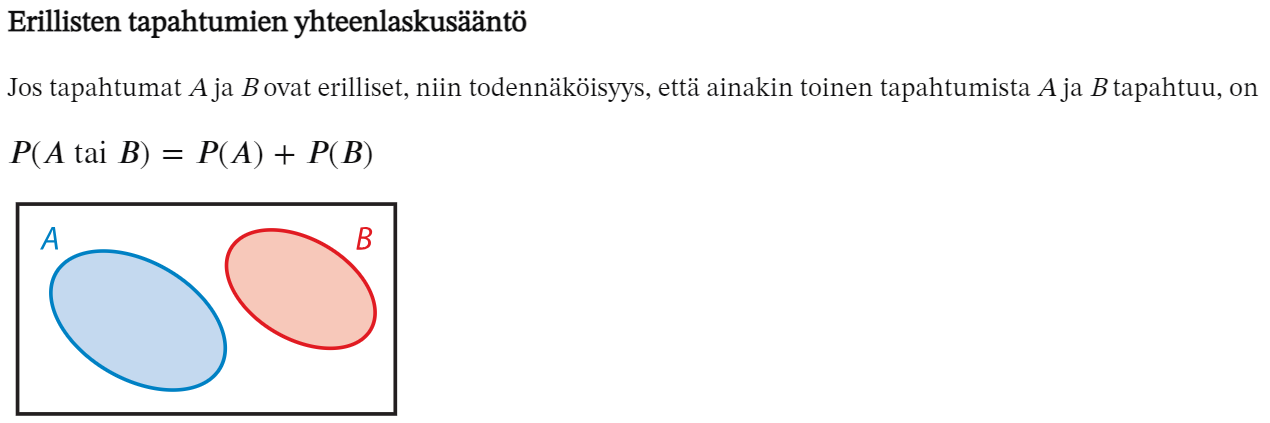 Erillisten tapahtumien yhteenlaskusääntö
Jos tapahtumat A ja B ovat erilliset, niin todennäköisyys, että ainakin toinen tapahtumista A ja B tapahtuu, on
P(A tai B) = P(A) + P(B)
A B